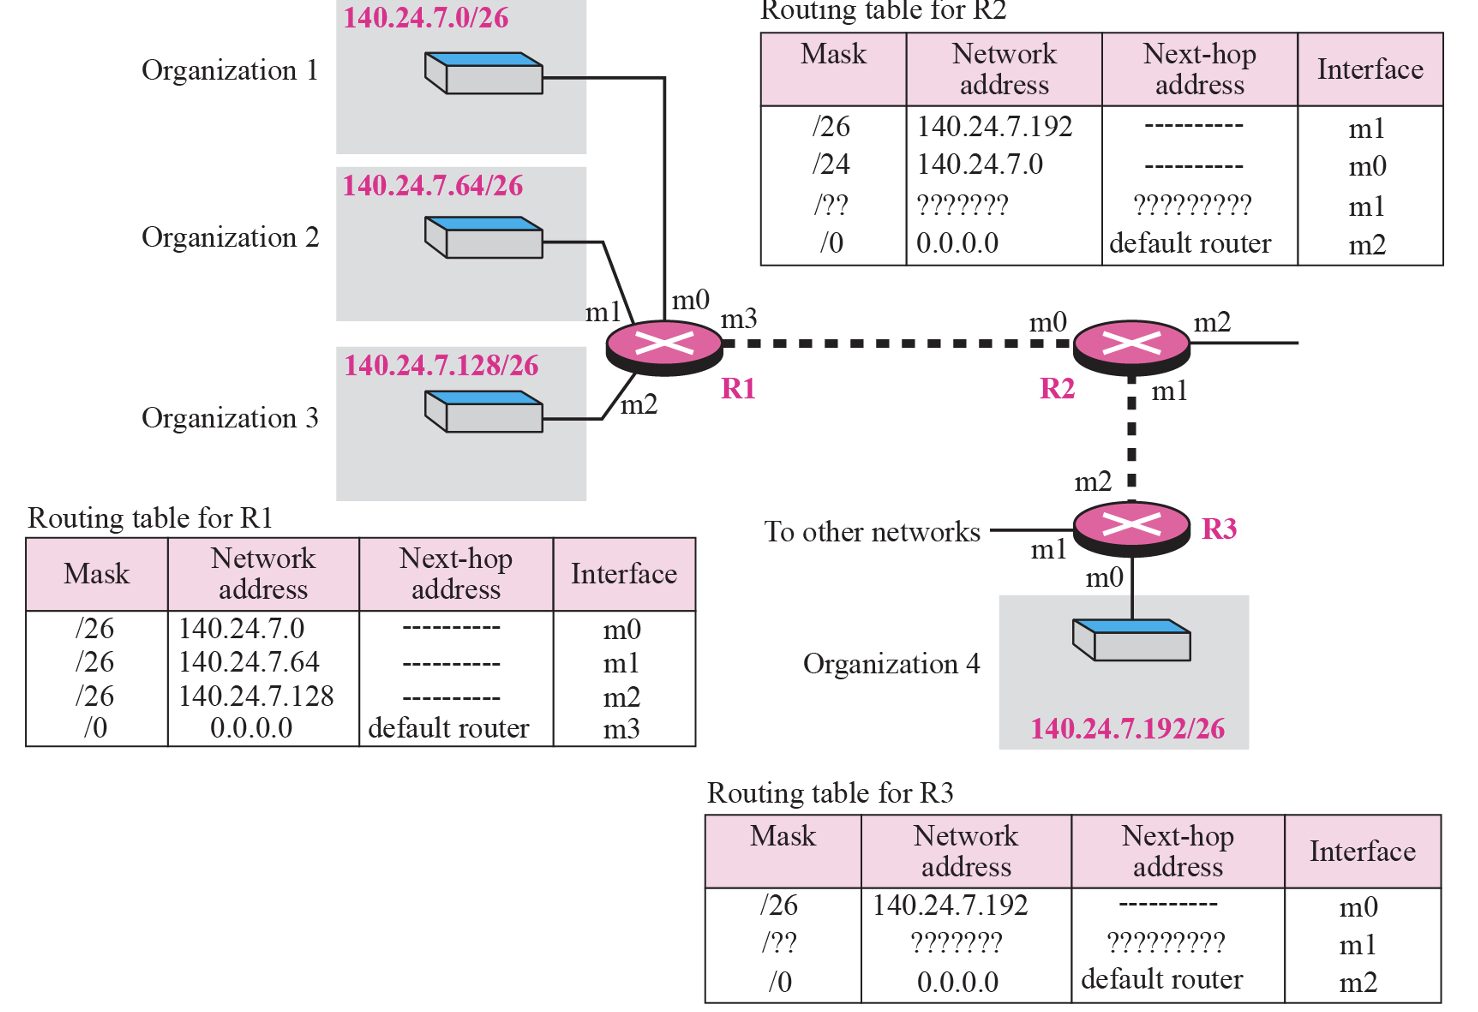 140.24.7.0/26
Organization 1
140.24.7.64/26
Organization 2
140.24.7.128/26
Organization 3
m0
m1
m2
m3
R1
m0
R2
m2
m1
m2
R3
To other networks
m1
m0
Organization 4
140.24.7.192/26
Routing table for R2
Mask Network address Next-hop address Interface
/26 140.24.7.192 ---------- m1
/24 140.24.7.0 ---------- m0
/?? ??????? ????????? m1
/0 0.0.0.0 default router m2
Routing table for R1
Mask Network address Next-hop address Interface
/26 140.24.7.0 ---------- m0
/26 140.24.7.64 ---------- m1
/26 140.24.7.128 ---------- m2
/0 0.0.0.0 default router m3
Routing table for R3
Mask Network address Next-hop address Interface
/26 140.24.7.192 ---------- m0
/?? ??????? ????????? m1
/0 0.0.0.0 default router m2